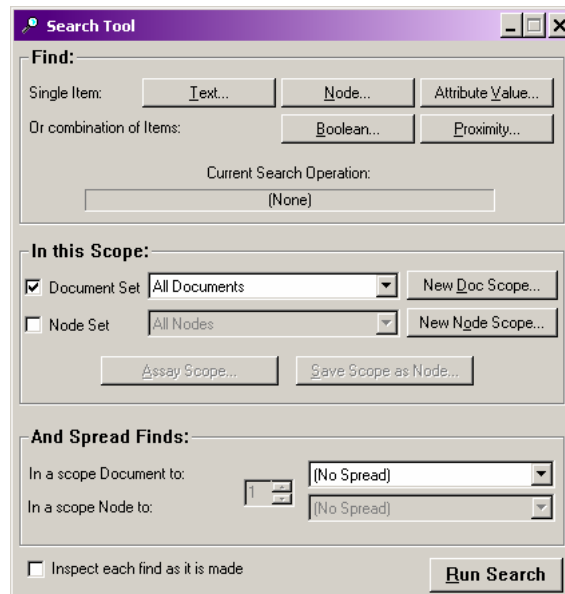 Search Tool
Find:
Single Item: Text... Node... Attribute Value...
Or combination of Items: Boolean... Proximity...
Current Search Operation:
(None)
In this Scope:
Document Set All Documents New Doc Scope...
Node Set All Nodes New Node Scope...
Assay Scope... Save Scope as Node...
And Spread Finds:
In a scope Document to: 1 (No Spread)
In a scope Node to: (No Spread)
Inspect each find as it is made Run Search